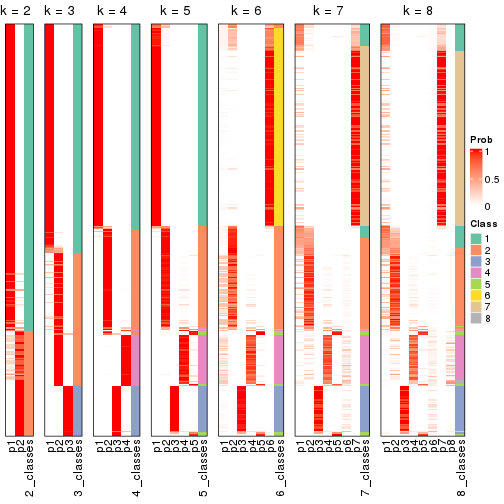 k = 2 k = 3 k = 4 k = 5 k = 6 k = 7 k = 8
Prob
1
0.5
0
Class
1
2
3
4
5
6
7
8
p1 p2 2_classes
p1 p2 p3 3_classes
p1 p2 p3 p4 4_classes
p1 p2 p3 p4 p5 5_classes
p1 p2 p3 p4 p5 p6 6_classes
p1 p2 p3 p4 p5 p6 p7 7_classes
p1 p2 p3 p4 p5 p6 p7 p8 8_classes